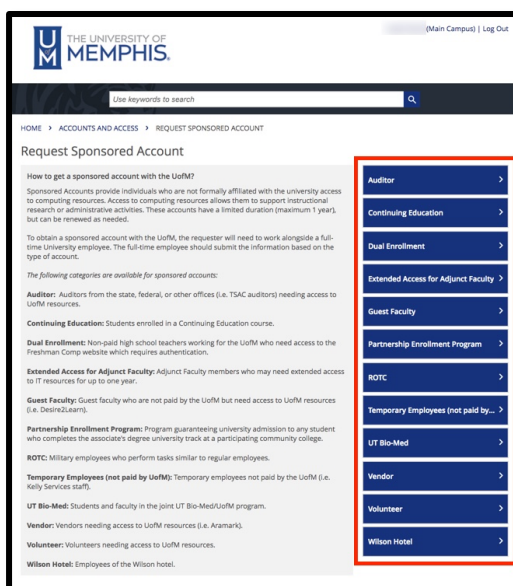 THE UNIVERSITY OF
MEMPHIS.
(Main Campus) | Log Out
Use keywords to search
HOME > ACCOUNTS AND ACCESS > REQUEST SPONSORED ACCOUNT
Request Sponsored Account
How to get a sponsored account with the UofM?
Sponsored Accounts provide individuals who are not formally affiliated with the university access
to computing resources. Access to computing resources allows them to support instructional
research or administrative activities. These accounts have a limited duration (maximum 1 year),
but can be renewed as needed.
To obtain a sponsored account with the UofM, the requester will need to work alongside a full-
time University employee. The full-time employee should submit the information based on the
type of account.
The following categories are available for sponsored accounts:
Auditor: Auditors from the state, federal, or other offices (i.e. TSAC auditors) needing access to
UofM resources.
Continuing Education: Students enrolled in a Continuing Education course.
Dual Enrollment: Non-paid high school teachers working for the UofM who need access to the
Freshman Comp website which requires authentication.
Extended Access for Adjunct Faculty: Adjunct Faculty members who may need extended access
to IT resources for up to one year.
Guest Faculty: Guest faculty who are not paid by the UofM but need access to UofM resources
(i.e. Desire2Learn).
Partnership Enrollment Program: Program guaranteeing university admission to any student
who completes the associate's degree university track at a participating community college.
ROTC: Military employees who perform tasks similar to regular employees.
Temporary Employees (not paid by UofM): Temporary employees not paid by the UofM (i.e.
Kelly Services staff).
UT Bio-Med: Students and faculty in the joint UT Bio-Med/UofM program.
Vendor: Vendors needing access to UofM resources (i.e. Aramark).
Volunteer: Volunteers needing access to UofM resources.
Wilson Hotel: Employees of the Wilson hotel.
Auditor
Continuing Education
Dual Enrollment
Extended Access for Adjunct Faculty
Guest Faculty
Partnership Enrollment Program
ROTC
Temporary Employees (not paid by...
UT Bio-Med
Vendor
Volunteer
Wilson Hotel